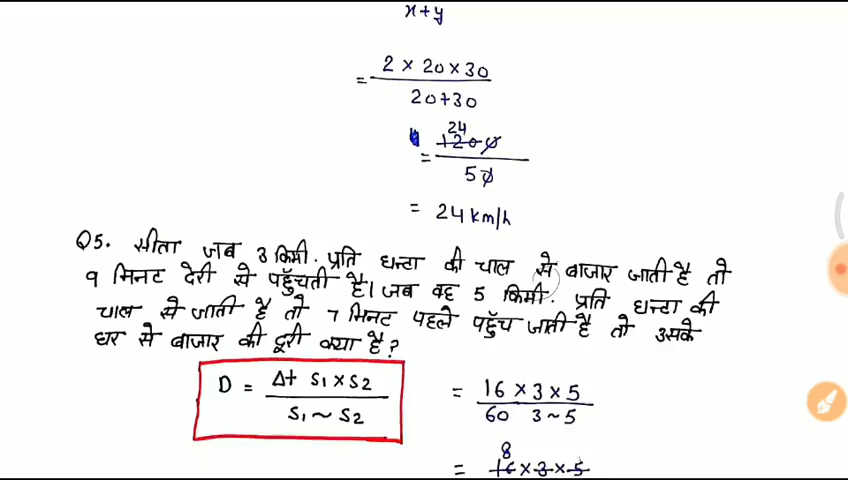 x+y
= 2 × 20 × 30
20+30
24
= 1200
50
= 24 km/h
Q5. सीता जब 3 किमी. प्रति घन्टा की चाल से बाजार जाती है तो
9 मिनट देरी से पहुँचती है। जब वह 5 किमी. प्रति घन्टा की
चाल से जाती है तो 7 मिनट पहले पहुँच जाती है तो उसके
घर से बाजार की दूरी क्या है?
D = Δt S1 × S2
S1 ~ S2
= 16 × 3 × 5
60 3 ~ 5
8
= 16 × 3 × 5